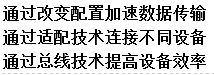 通过改变配置加速数据传输
通过适配技术连接不同设备
通过总线技术提高设备效率